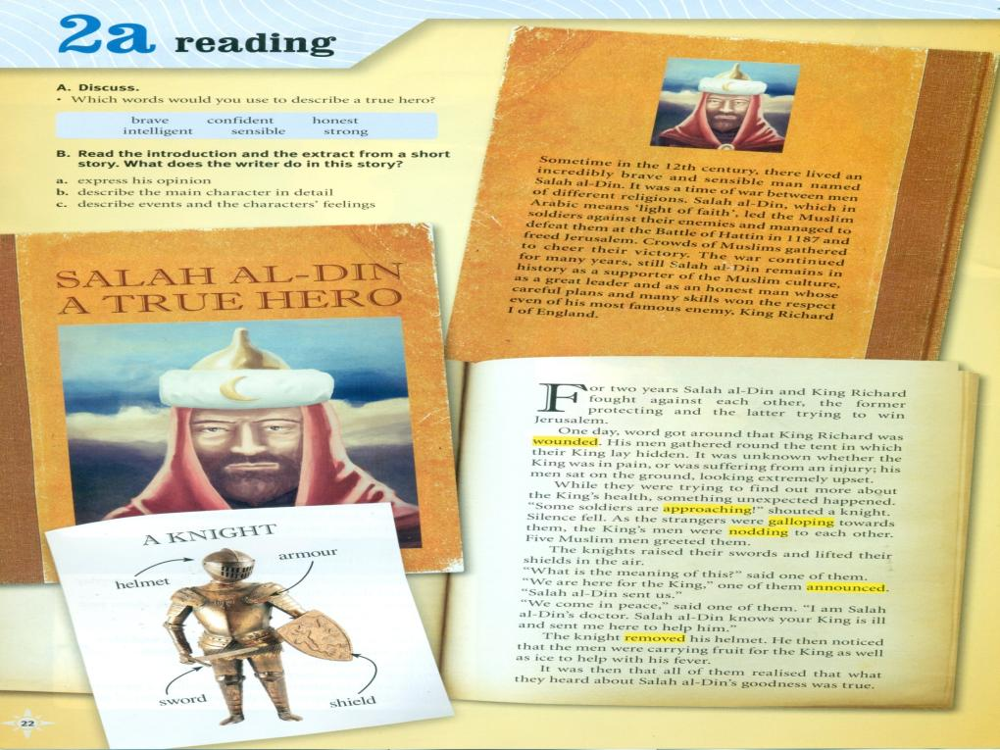 2a reading
A. Discuss.
• Which words would you use to describe a true hero?
brave confident honest
intelligent sensible strong
B. Read the introduction and the extract from a short
story. What does the writer do in this story?
a. express his opinion
b. describe the main character in detail
c. describe events and the characters' feelings
Sometime in the 12th century, there lived an
incredibly brave and sensible man named
Salah al-Din. It was a time of war between men
of different religions. Salah al-Din, which in
Arabic means 'light of faith', led the Muslim
soldiers against their enemies and managed to
defeat them at the Battle of Hattin in 1187 and
freed Jerusalem. Crowds of Muslims gathered
to cheer their victory. The war continued
for many years, still Salah al-Din remains in
history as a supporter of the Muslim culture,
as a great leader and as an honest man whose
careful plans and many skills won the respect
even of his most famous enemy, King Richard
I of England.
SALAH AL-DIN
A TRUE HERO
A KNIGHT
helmet
armour
sword
shield
For two years Salah al-Din and King Richard
fought against each other, the former
protecting and the latter trying to win
Jerusalem.
One day, word got around that King Richard was
wounded. His men gathered round the tent in which
their King lay hidden. It was unknown whether the
King was in pain, or was suffering from an injury; his
men sat on the ground, looking extremely upset.
While they were trying to find out more about
the King's health, something unexpected happened.
"Some soldiers are approaching!" shouted a knight.
Silence fell. As the strangers were galloping towards
them, the King's men were nodding to each other.
Five Muslim men greeted them.
The knights raised their swords and lifted their
shields in the air.
"What is the meaning of this?" said one of them.
"We are here for the King," one of them announced.
"Salah al-Din sent us."
"We come in peace," said one of them. "I am Salah
al-Din's doctor. Salah al-Din knows your King is ill
and sent me here to help him."
The knight removed his helmet. He then noticed
that the men were carrying fruit for the King as well
as ice to help with his fever.
It was then that all of them realised that what
they heard about Salah al-Din's goodness was true.
22